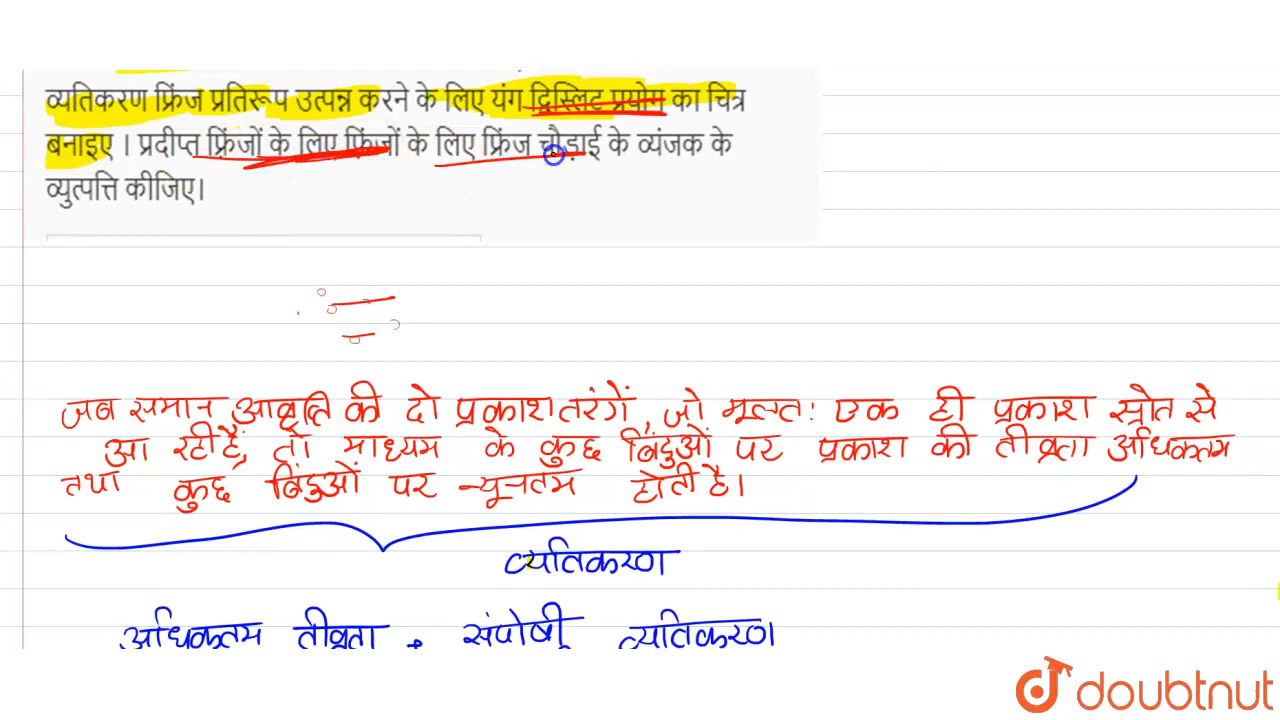 व्यतिकरण फ्रिंज प्रतिरूप उत्पन्न करने के लिए यंग द्विस्लिट प्रयोग का चित्र
बनाइए । प्रदीप्त फ्रिंजों के लिए फ्रिंजों के लिए फ्रिंज चौड़ाई के व्यंजक के
व्युत्पत्ति कीजिए।
जब समान आवृति की दो प्रकाश तरंगें, जो मूलत: एक ही प्रकाश स्रोत से
आ रही हैं, तो माध्यम के कुछ बिंदुओं पर प्रकाश की तीव्रता अधिकतम
तथा कुछ बिंदुओं पर न्यूनतम होती है।
व्यतिकरण
अधिकतम तीव्रता : संपोषी व्यतिकरण
doubtnut